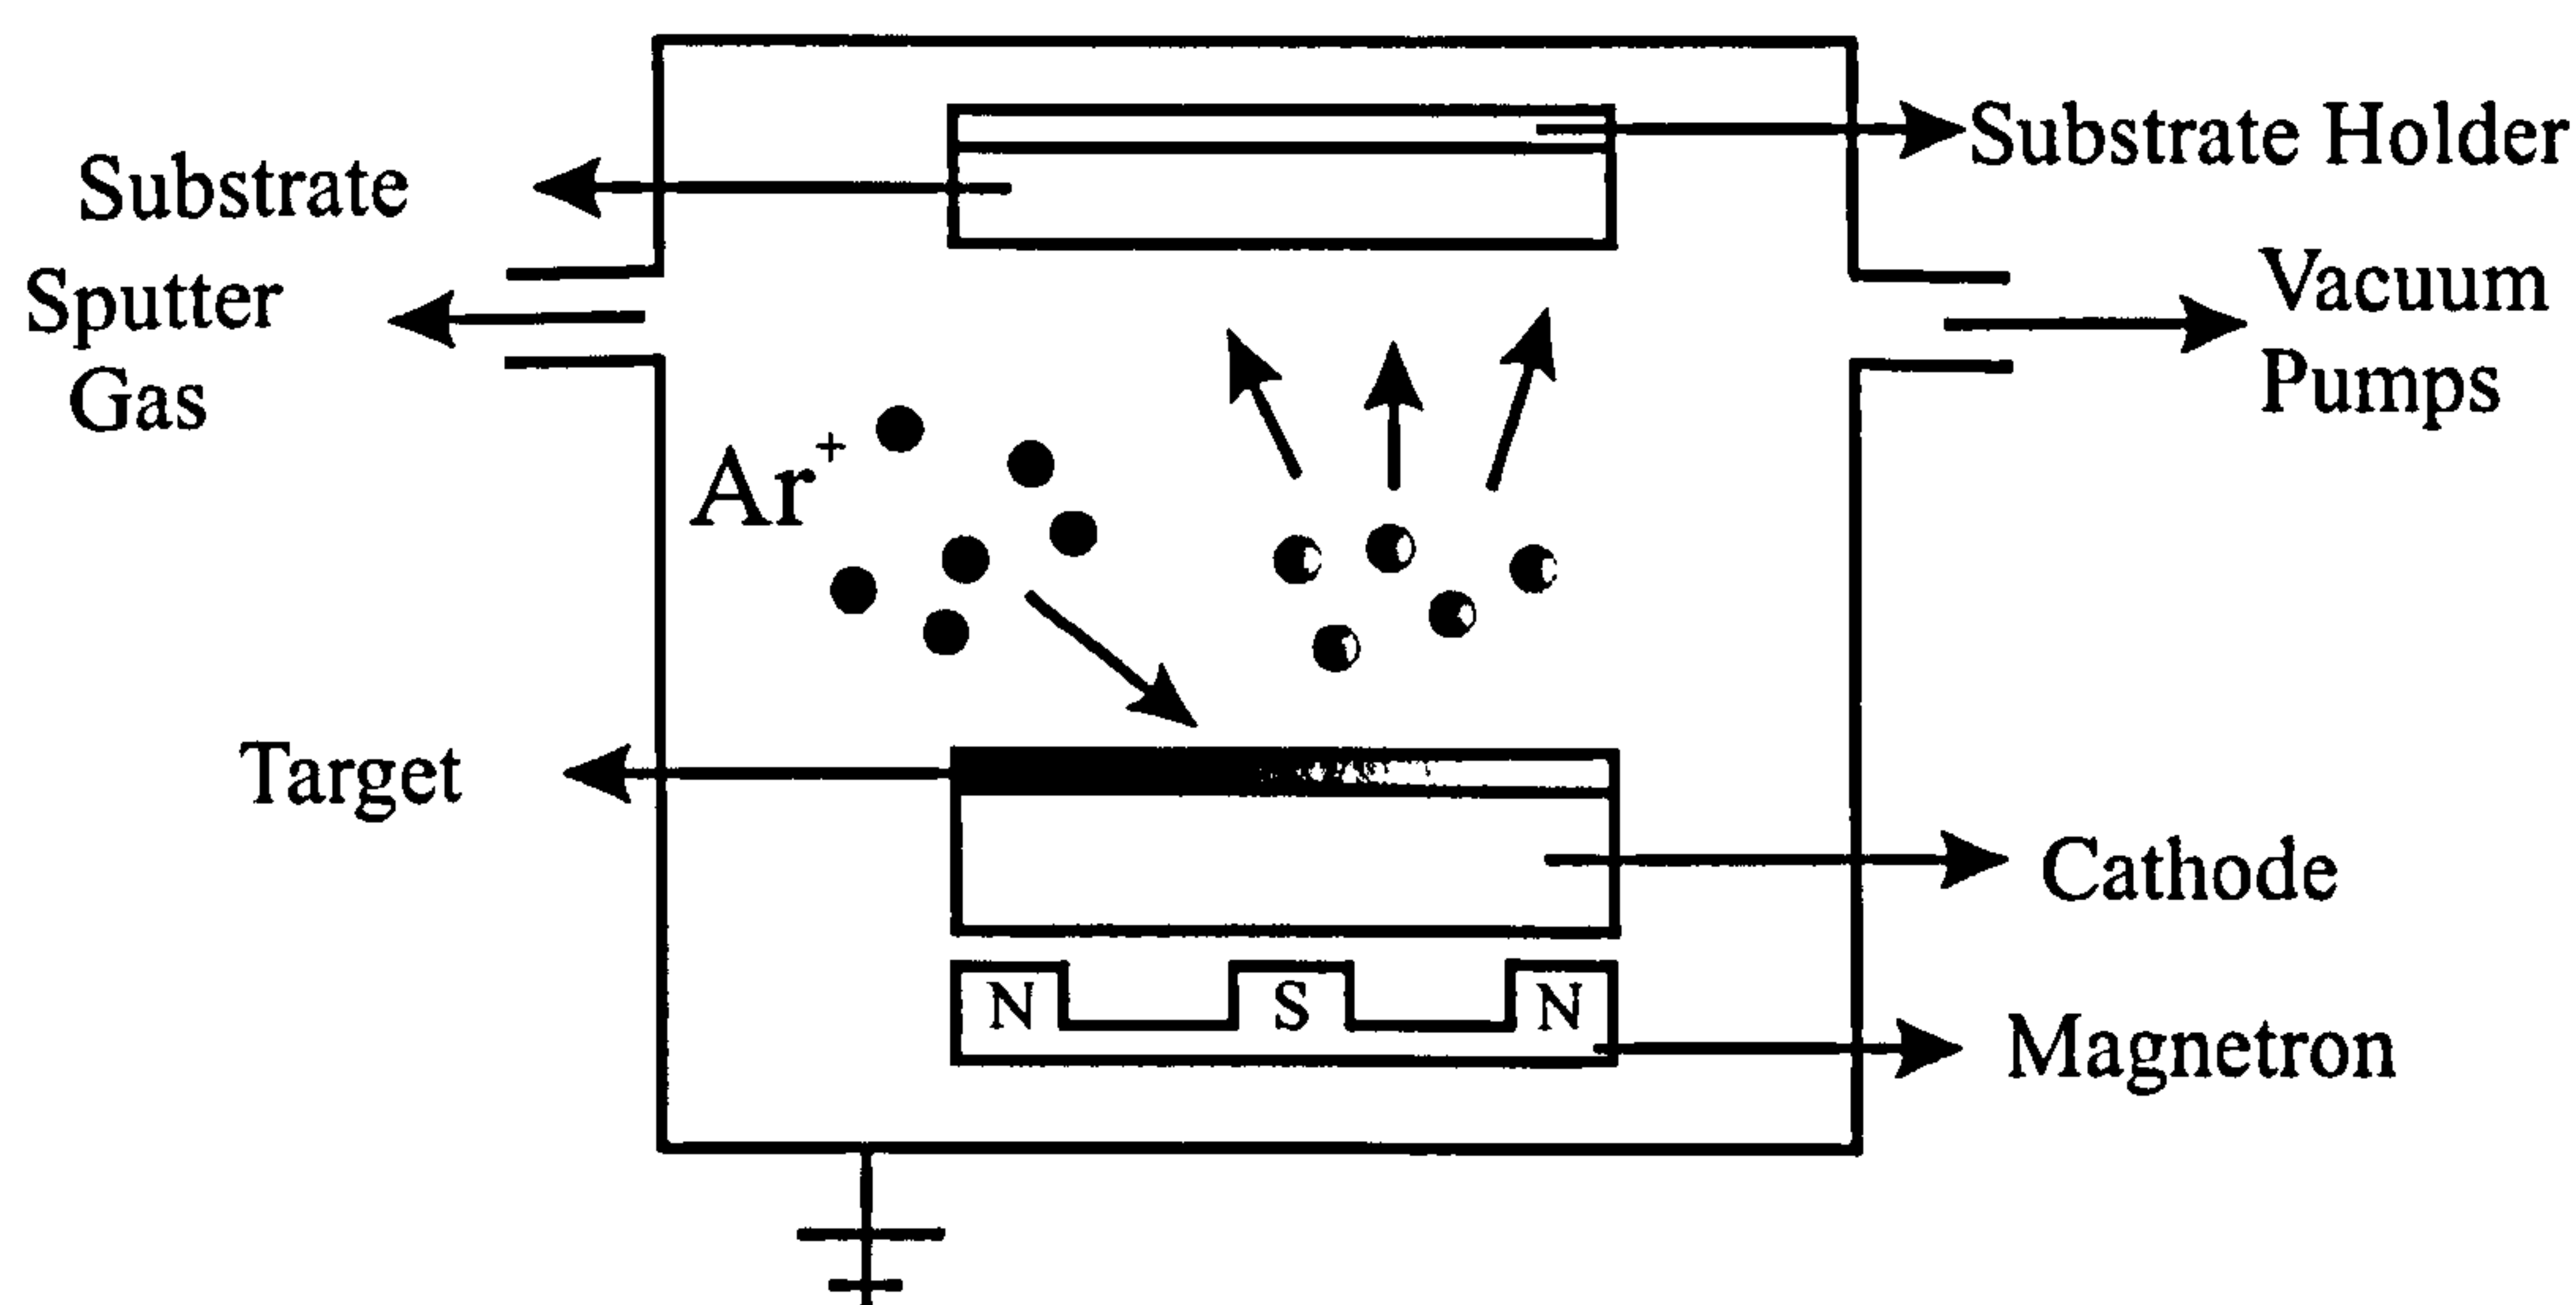 Substrate Holder
Substrate
Sputter
Gas
Vacuum
Pumps
Ar⁺
Target
Cathode
N S N
Magnetron